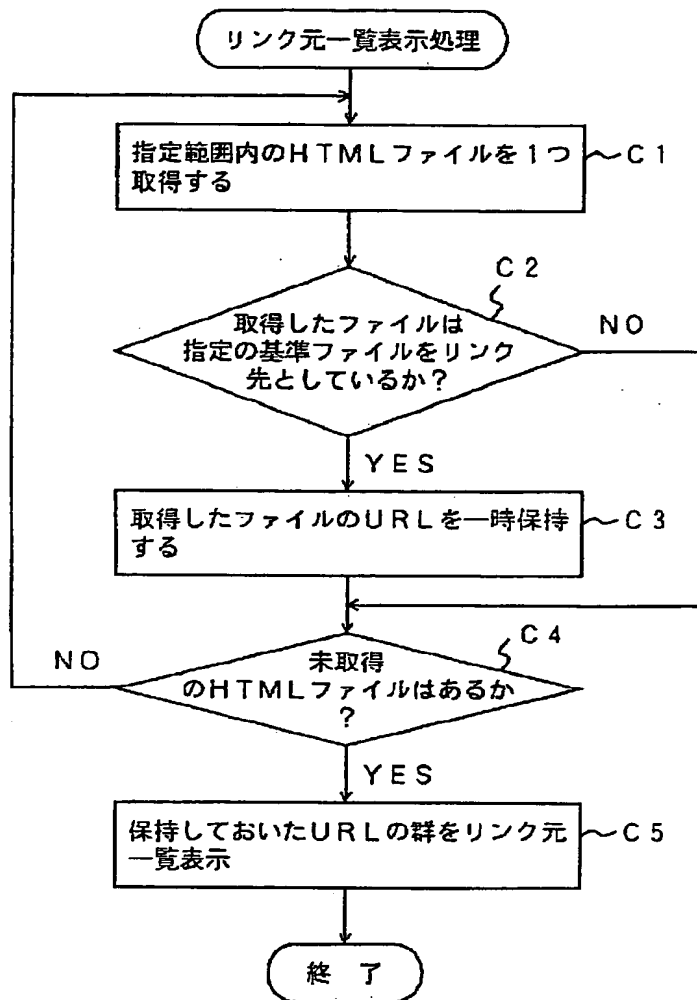 リンク元一覧表示処理
指定範囲内のHTMLファイルを1つ
取得する
C1
C2
取得したファイルは
指定の基準ファイルをリンク
先としているか?
NO
YES
取得したファイルのURLを一時保持
する
C3
C4
未取得
のHTMLファイルはあるか
?
NO
YES
保持しておいたURLの群をリンク元
一覧表示
C5
終 了